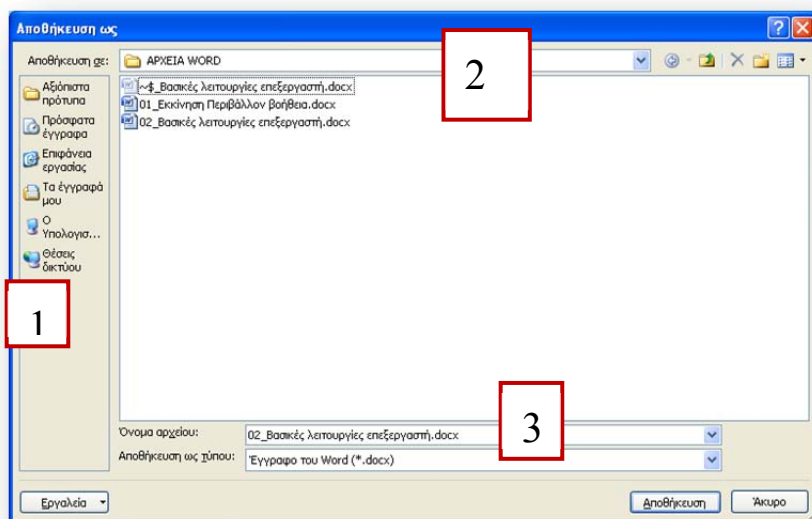 Αποθήκευση ως
Αποθήκευση σε:
ΑΡΧΕΙΑ WORD
2
Αξιόπιστα
πρότυπα
Πρόσφατα
έγγραφα
Επιφάνεια
εργασίας
Τα έγγραφά
μου
Ο
Υπολογισ...
Θέσεις
δικτύου
~$_Βασικές λειτουργίες επεξεργαστή.docx
01_Εκκίνηση Περιβάλλον βοήθεια.docx
02_Βασικές λειτουργίες επεξεργαστή.docx
1
3
Όνομα αρχείου:
02_Βασικές λειτουργίες επεξεργαστή.docx
Αποθήκευση ως τύπου:
Έγγραφο του Word (*.docx)
Εργαλεία
Αποθήκευση
Άκυρο